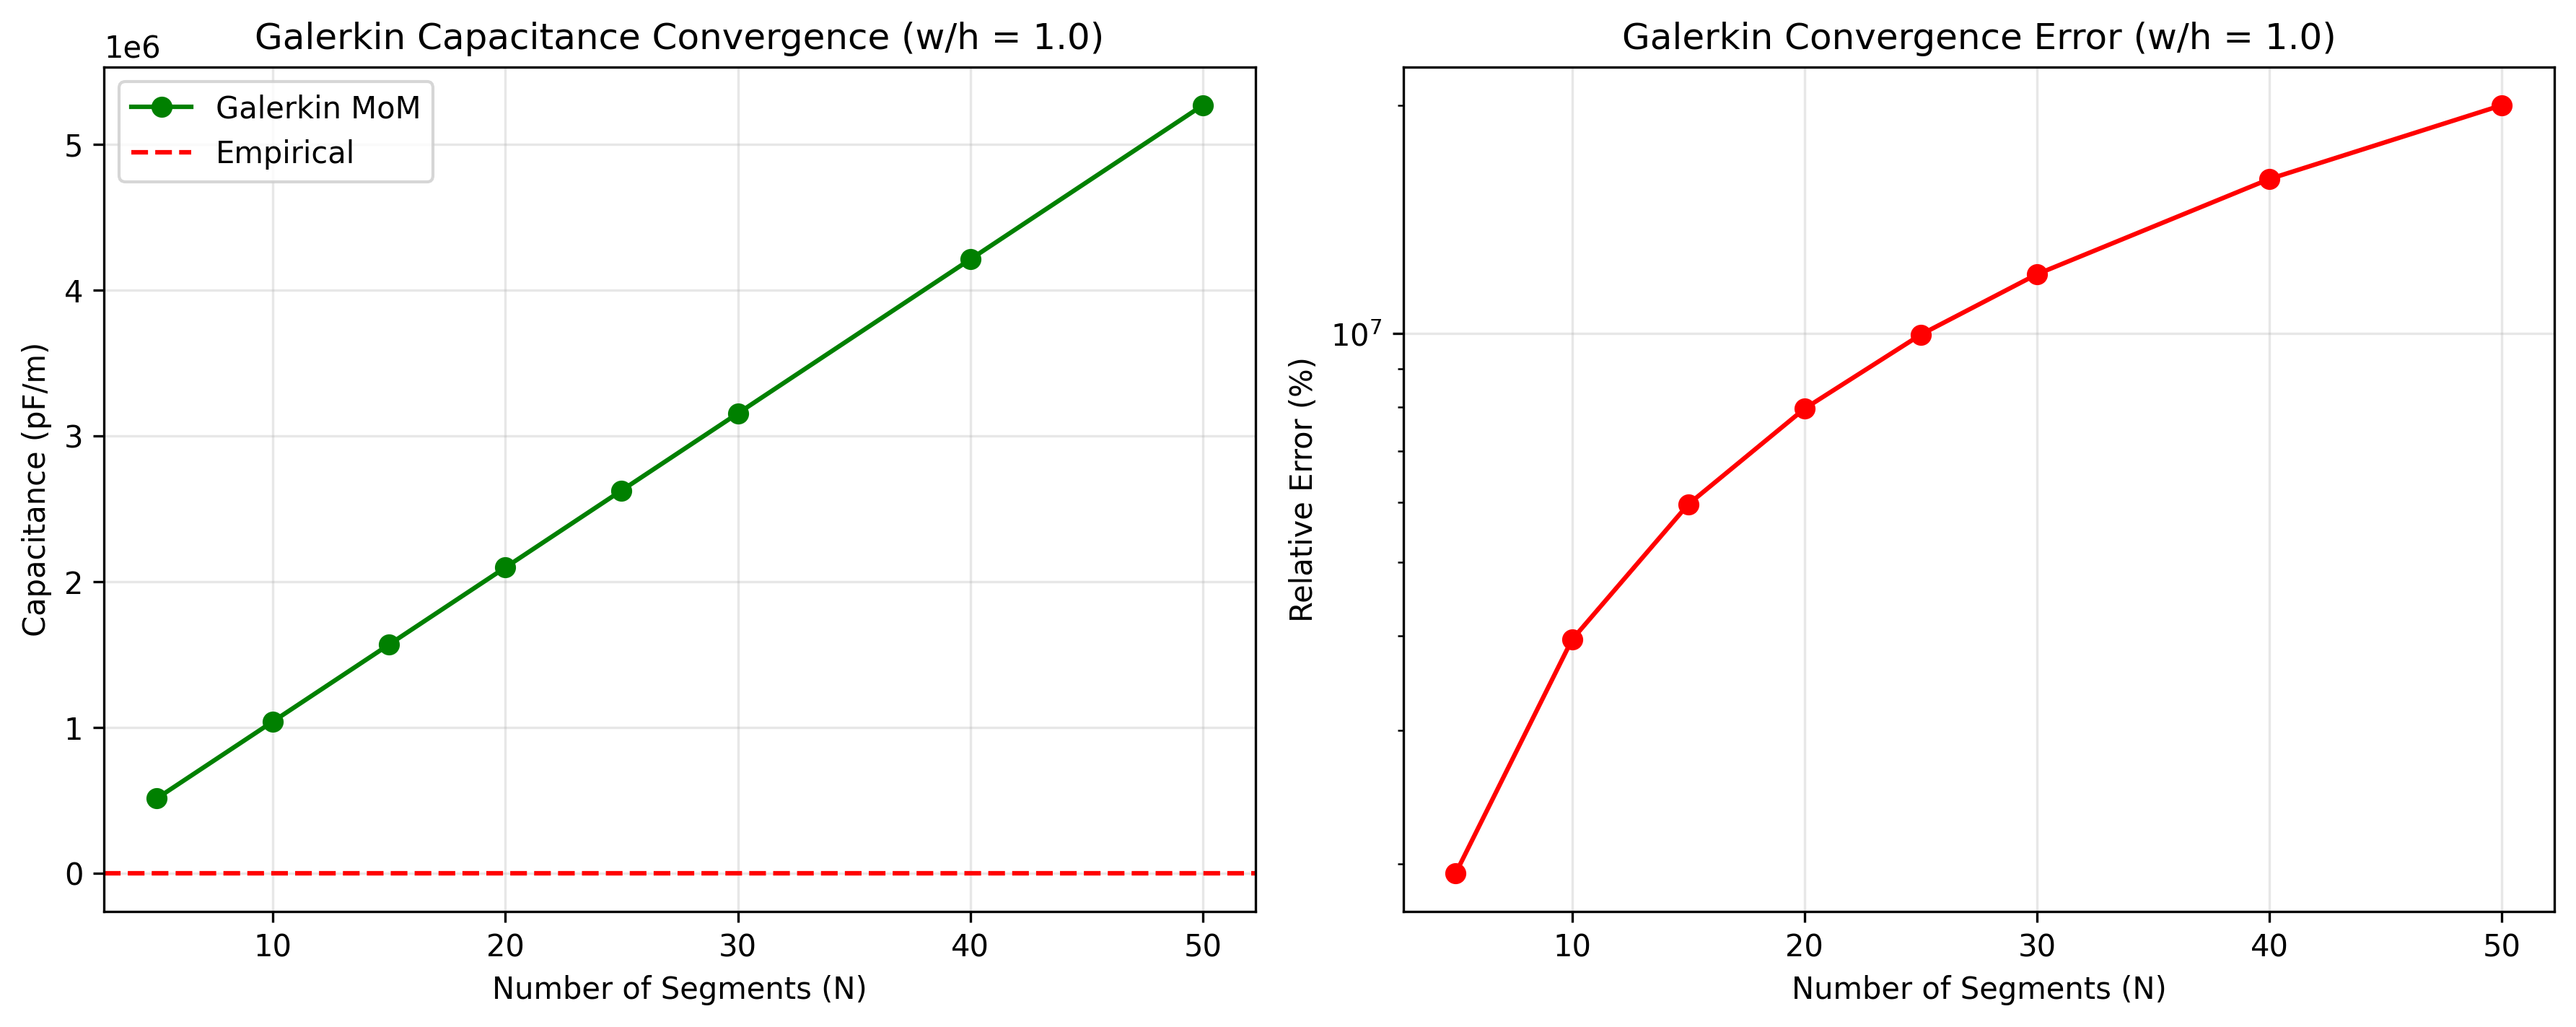 Galerkin Capacitance Convergence (w/h = 1.0)
1e6
Galerkin MoM
Empirical
5
4
3
2
1
0
Capacitance (pF/m)
10 20 30 40 50
Number of Segments (N)
Galerkin Convergence Error (w/h = 1.0)
10⁷
Relative Error (%)
10 20 30 40 50
Number of Segments (N)